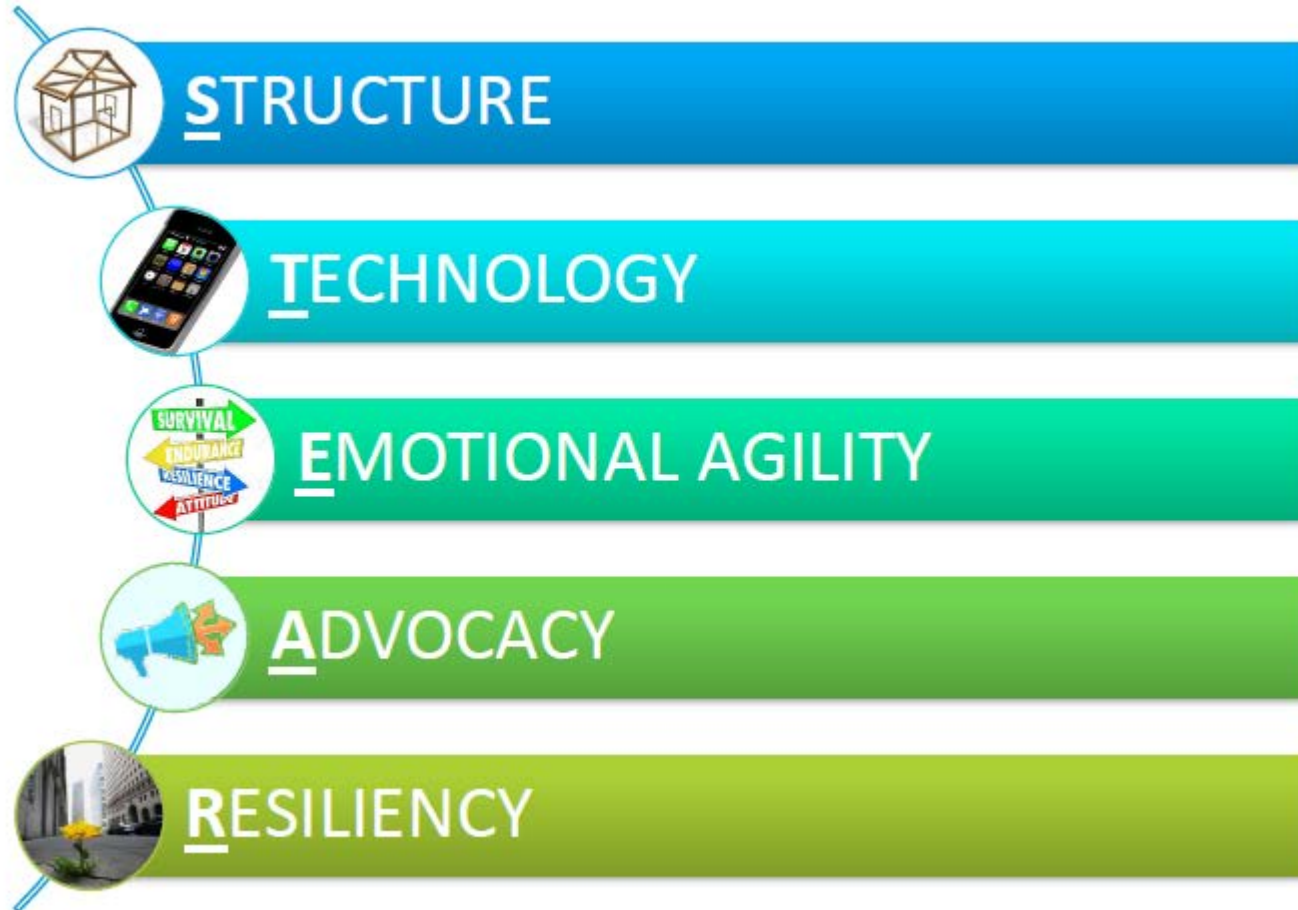 STRUCTURE
TECHNOLOGY
SURVIVAL
ENDURANCE
RESILIENCE
ATTITUDE
EMOTIONAL AGILITY
ADVOCACY
RESILIENCY